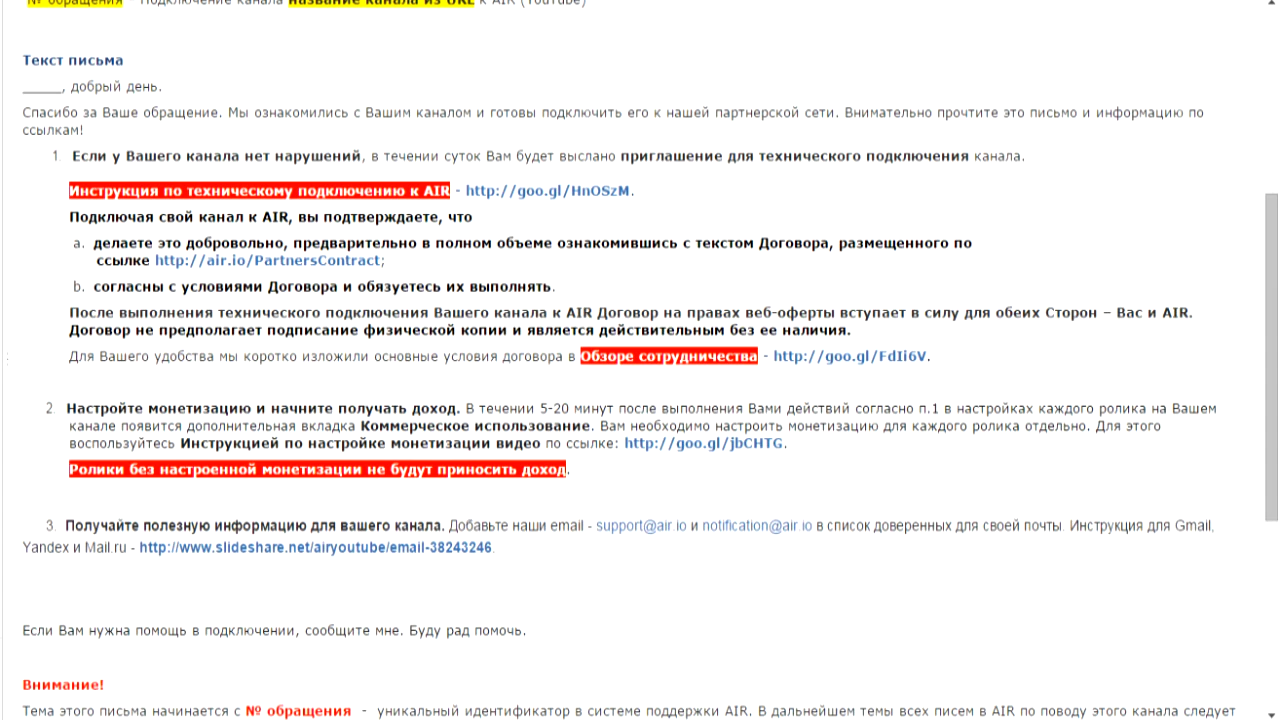 № обращения - Подключение канала название канала из URL к AIR (YouTube)
Текст письма
_____, добрый день.
Спасибо за Ваше обращение. Мы ознакомились с Вашим каналом и готовы подключить его к нашей партнерской сети. Внимательно прочтите это письмо и информацию по
ссылкам!
1. Если у Вашего канала нет нарушений, в течении суток Вам будет выслано приглашение для технического подключения канала.
Инструкция по техническому подключению к AIR - http://goo.gl/HnOSzM.
Подключая свой канал к AIR, вы подтверждаете, что
a. делаете это добровольно, предварительно в полном объеме ознакомившись с текстом Договора, размещенного по
ссылке http://air.io/PartnersContract;
b. согласны с условиями Договора и обязуетесь их выполнять.
После выполнения технического подключения Вашего канала к AIR Договор на правах веб-оферты вступает в силу для обеих Сторон – Вас и AIR.
Договор не предполагает подписание физической копии и является действительным без ее наличия.
Для Вашего удобства мы коротко изложили основные условия договора в Обзоре сотрудничества - http://goo.gl/FdIi6V.
2. Настройте монетизацию и начните получать доход. В течении 5-20 минут после выполнения Вами действий согласно п.1 в настройках каждого ролика на Вашем
канале появится дополнительная вкладка Коммерческое использование. Вам необходимо настроить монетизацию для каждого ролика отдельно. Для этого
воспользуйтесь Инструкцией по настройке монетизации видео по ссылке: http://goo.gl/jbCHTG.
Ролики без настроенной монетизации не будут приносить доход.
3. Получайте полезную информацию для вашего канала. Добавьте наши email - support@air.io и notification@air.io в список доверенных для своей почты. Инструкция для Gmail,
Yandex и Mail.ru - http://www.slideshare.net/airyoutube/email-38243246.
Если Вам нужна помощь в подключении, сообщите мне. Буду рад помочь.
Внимание!
Тема этого письма начинается с № обращения - уникальный идентификатор в системе поддержки AIR. В дальнейшем темы всех писем в AIR по поводу этого канала следует